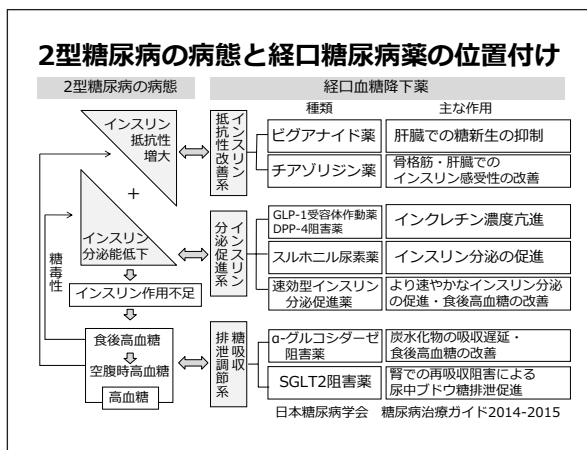 2型糖尿病の病態と経口糖尿病薬の位置付け
2型糖尿病の病態
経口血糖降下薬
種類
主な作用
インスリン
抵抗性
増大
+
インスリン
分泌能低下
糖毒性
インスリン作用不足
食後高血糖
空腹時高血糖
高血糖
インスリン
抵抗性改善系
ビグアナイド薬
肝臓での糖新生の抑制
チアゾリジン薬
骨格筋・肝臓での
インスリン感受性の改善
インスリン
分泌促進系
GLP-1受容体作動薬
DPP-4阻害薬
インクレチン濃度亢進
スルホニル尿素薬
インスリン分泌の促進
速効型インスリン
分泌促進薬
より速やかなインスリン分泌
の促進・食後高血糖の改善
糖吸収
排泄調節系
α-グルコシダーゼ
阻害薬
炭水化物の吸収遅延・
食後高血糖の改善
SGLT2阻害薬
腎での再吸収阻害による
尿中ブドウ糖排泄促進
日本糖尿病学会　糖尿病治療ガイド2014-2015